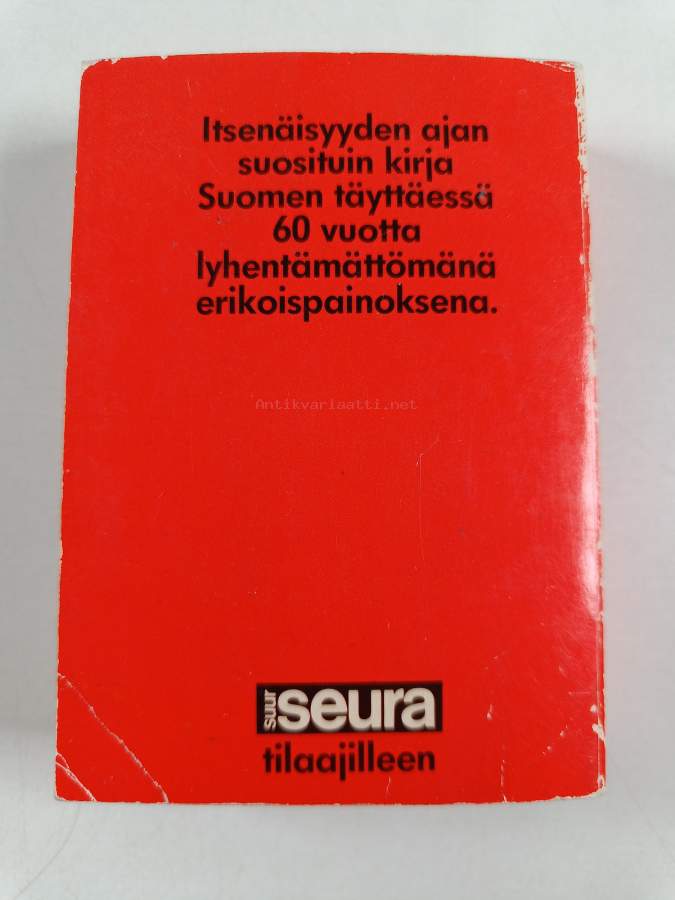 Itsenäisyyden ajan
suosituin kirja
Suomen täyttäessä
60 vuotta
lyhentämättömänä
erikoispainoksena.
Antikvariaatti.net
suur seura
tilaajilleen